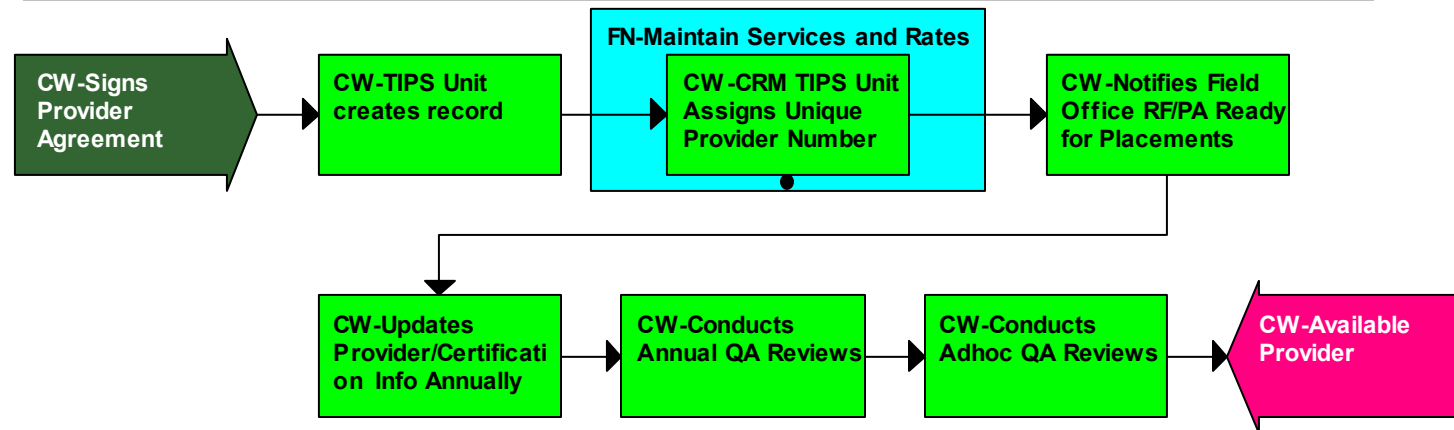 FN-Maintain Services and Rates
CW-Signs
Provider
Agreement
CW-TIPS Unit
creates record
CW-CRM TIPS Unit
Assigns Unique
Provider Number
CW-Notifies Field
Office RF/PA Ready
for Placements
CW-Updates
Provider/Certificati
on Info Annually
CW-Conducts
Annual QA Reviews
CW-Conducts
Adhoc QA Reviews
CW-Available
Provider